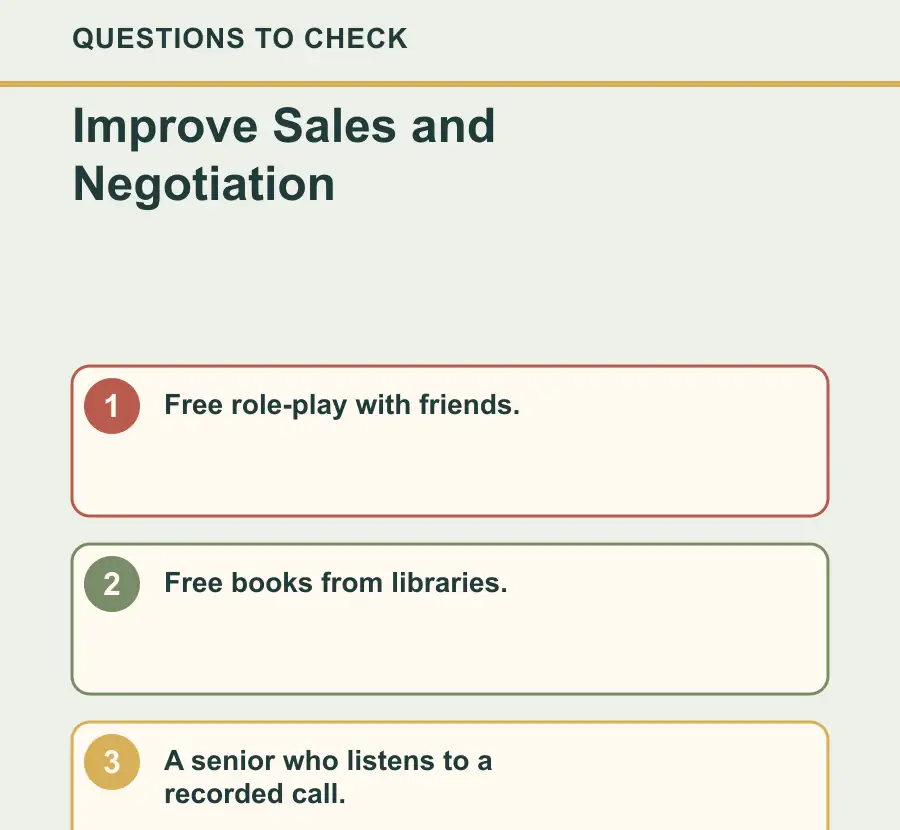 QUESTIONS TO CHECK
Improve Sales and
Negotiation
1
Free role-play with friends.
2
Free books from libraries.
3
A senior who listens to a
recorded call.